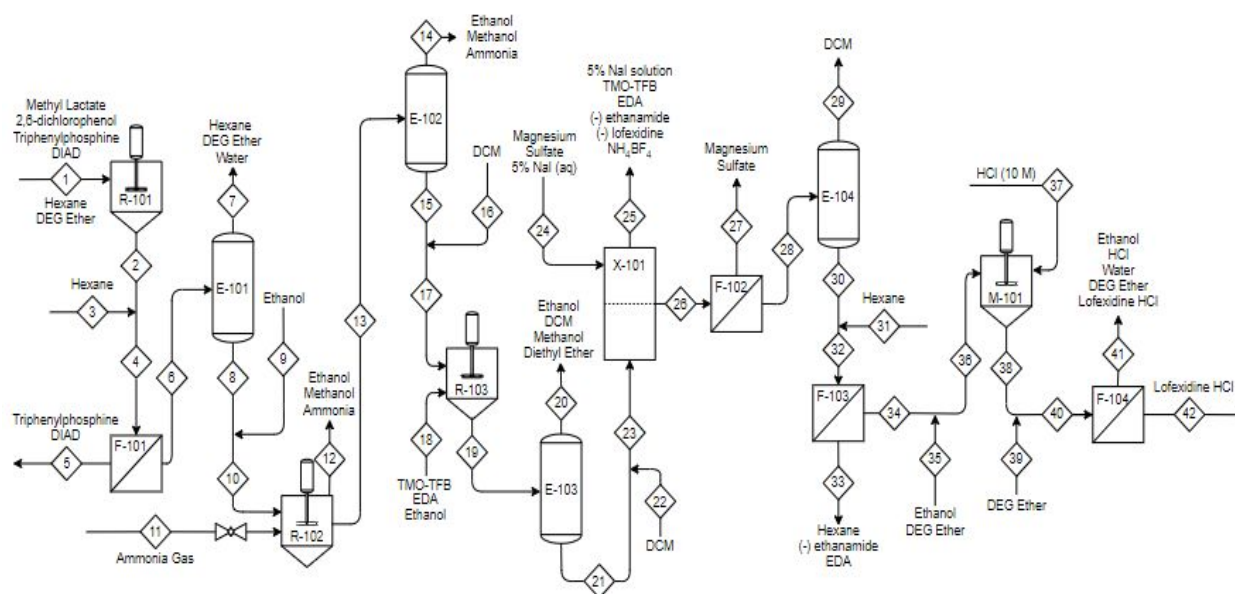 Methyl Lactate
2,6-dichlorophenol
Triphenylphosphine
DIAD
1
Hexane
DEG Ether
R-101
2
Hexane
3
4
Triphenylphosphine
DIAD
5
F-101
6
Hexane
DEG Ether
Water
7
E-101
8
Ethanol
9
10
Ammonia Gas
11
R-102
Ethanol
Methanol
Ammonia
12
13
14
Ethanol
Methanol
Ammonia
E-102
15
DCM
16
17
R-103
18
TMO-TFB
EDA
Ethanol
19
Ethanol
DCM
Methanol
Diethyl Ether
20
E-103
21
22
DCM
23
Magnesium
Sulfate
5% NaI (aq)
24
5% NaI solution
TMO-TFB
EDA
(-) ethanamide
(-) lofexidine
NH4BF4
25
X-101
26
Magnesium
Sulfate
27
F-102
28
DCM
29
E-104
30
Hexane
31
32
F-103
33
Hexane
(-) ethanamide
EDA
34
35
Ethanol
DEG Ether
36
HCl (10 M)
37
M-101
38
39
DEG Ether
40
Ethanol
HCl
Water
DEG Ether
Lofexidine HCl
41
F-104
Lofexidine HCl
42